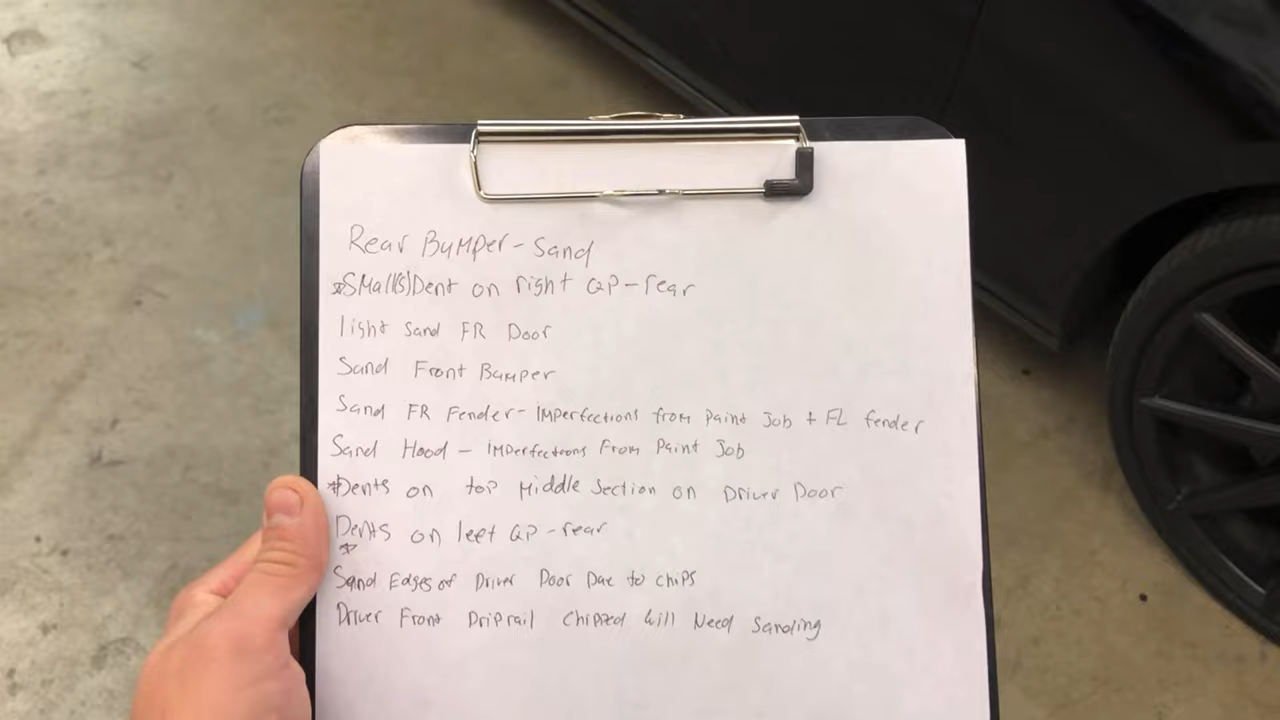 Rear Bumper - Sand
*Small(s) Dent on right QP - rear
light Sand FR Door
Sand Front Bumper
Sand FR Fender - Imperfections from Paint Job + FL fender
Sand Hood - Imperfections From Paint Job
*Dents on top Middle Section on Driver Door
Dents on left QP - rear
*
Sand Edges of Driver Door Due to chips
Driver Front Driprail Chipped Will Need Sanding